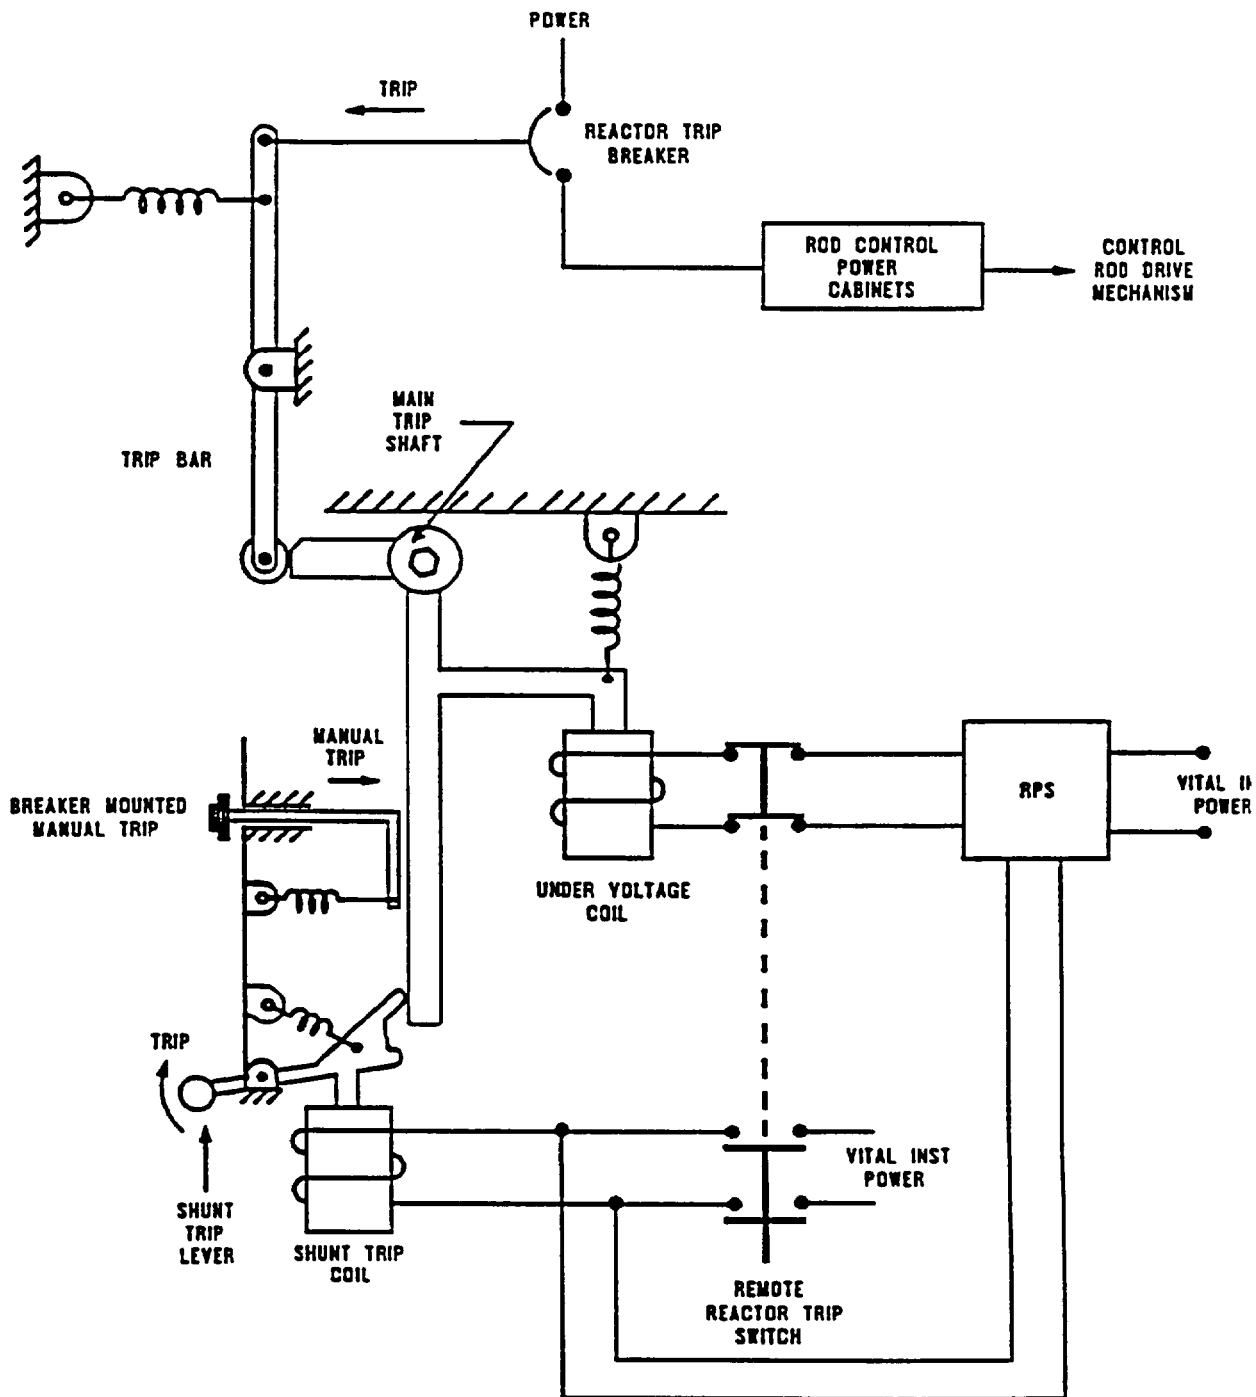 POWER
TRIP
REACTOR TRIP
BREAKER
ROD CONTROL
POWER
CABINETS
CONTROL
ROD DRIVE
MECHANISM
MAIN
TRIP
SHAFT
TRIP BAR
MANUAL
TRIP
BREAKER MOUNTED
MANUAL TRIP
RPS
VITAL
POWER
UNDER VOLTAGE
COIL
TRIP
VITAL INST
POWER
SHUNT
TRIP
LEVER
SHUNT TRIP
COIL
REMOTE
REACTOR TRIP
SWITCH